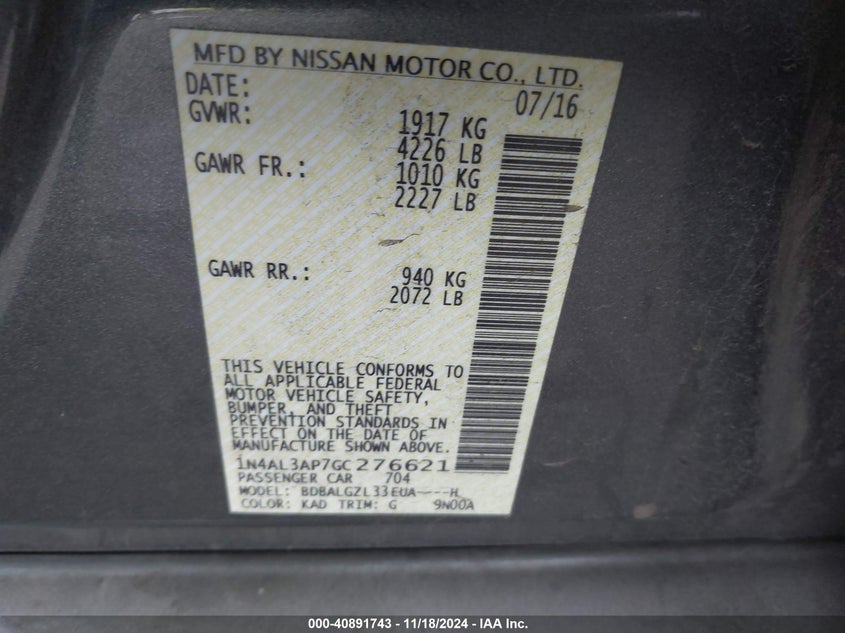 MFD BY NISSAN MOTOR CO., LTD.
DATE: 07/16
GVWR: 1917 KG
4226 LB
GAWR FR.: 1010 KG
2227 LB
GAWR RR.: 940 KG
2072 LB
THIS VEHICLE CONFORMS TO
ALL APPLICABLE FEDERAL
MOTOR VEHICLE SAFETY,
BUMPER, AND THEFT
PREVENTION STANDARDS IN
EFFECT ON THE DATE OF
MANUFACTURE SHOWN ABOVE.
1N4AL3AP7GC276621
PASSENGER CAR 704
MODEL: BDBALGZL33EUA----H
COLOR: KAD TRIM: G 9N00A
000-40891743 - 11/18/2024 - IAA Inc.